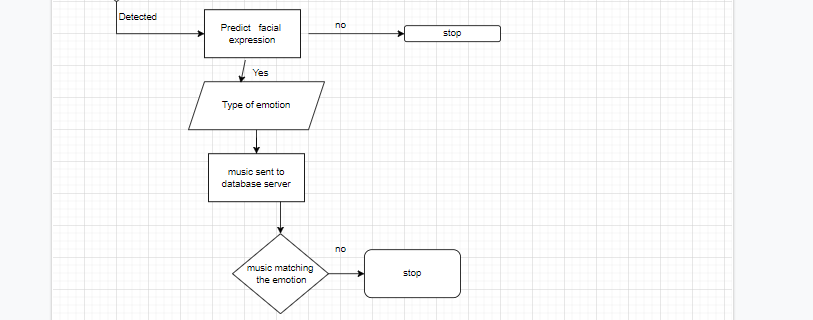 Detected
Predict facial
expression
no
stop
Yes
Type of emotion
music sent to
database server
music matching
the emotion
no
stop